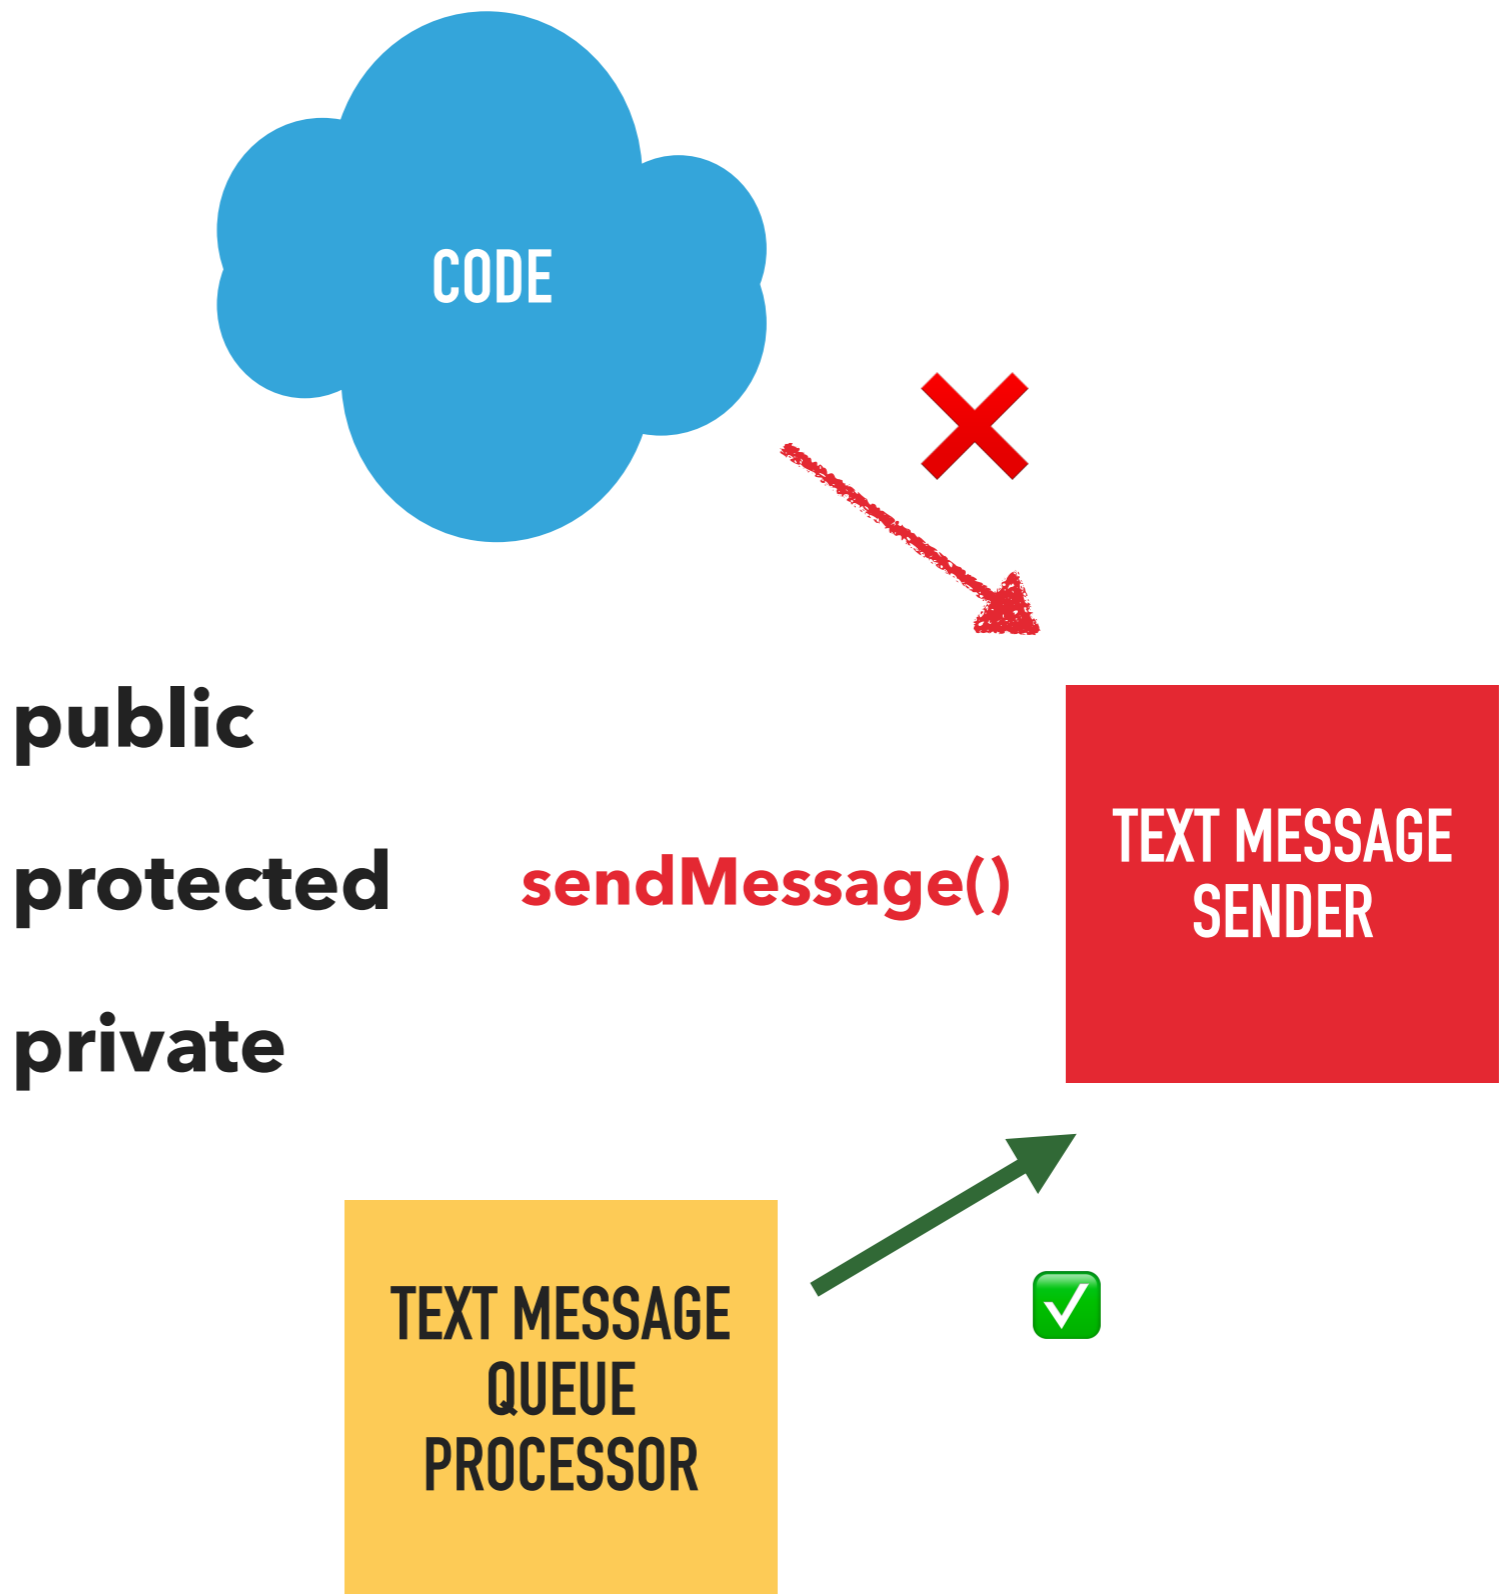 CODE
public
protected
private
sendMessage()
TEXT MESSAGE
SENDER
TEXT MESSAGE
QUEUE
PROCESSOR